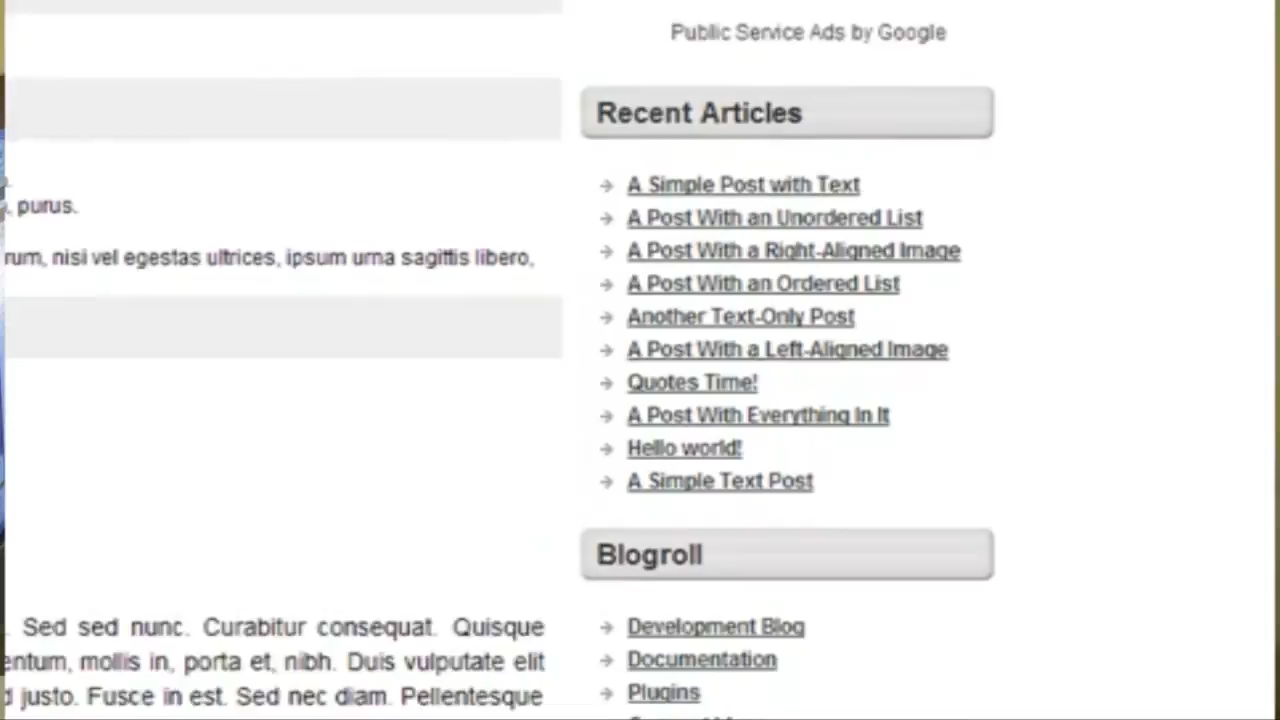 Public Service Ads by Google
, purus.
rum, nisi vel egestas ultrices, ipsum urna sagittis libero,
. Sed sed nunc. Curabitur consequat. Quisque
entum, mollis in, porta et, nibh. Duis vulputate elit
d justo. Fusce in est. Sed nec diam. Pellentesque
Recent Articles
A Simple Post with Text
A Post With an Unordered List
A Post With a Right-Aligned Image
A Post With an Ordered List
Another Text-Only Post
A Post With a Left-Aligned Image
Quotes Time!
A Post With Everything In It
Hello world!
A Simple Text Post
Blogroll
Development Blog
Documentation
Plugins